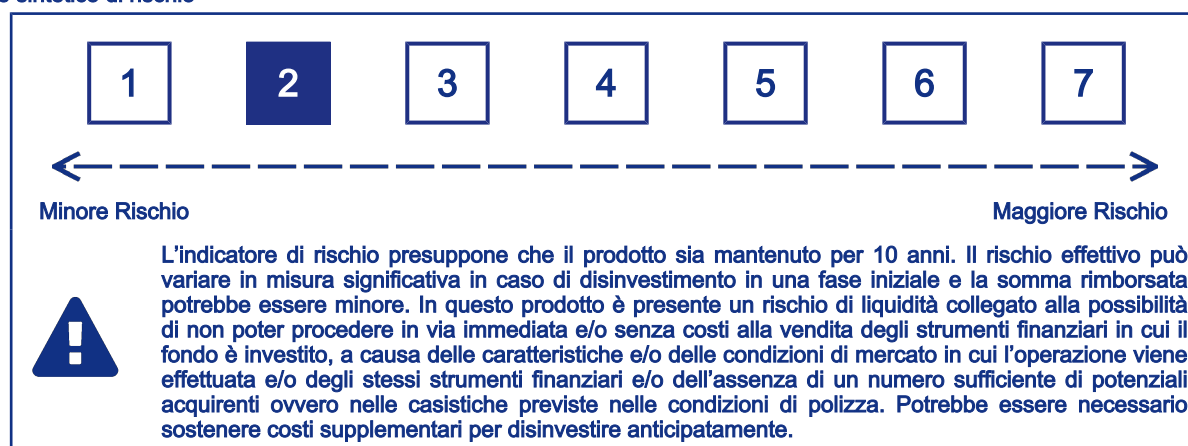 sintetico di rischio
1 2 3 4 5 6 7
Minore Rischio Maggiore Rischio
L'indicatore di rischio presuppone che il prodotto sia mantenuto per 10 anni. Il rischio effettivo può
variare in misura significativa in caso di disinvestimento in una fase iniziale e la somma rimborsata
potrebbe essere minore. In questo prodotto è presente un rischio di liquidità collegato alla possibilità
di non poter procedere in via immediata e/o senza costi alla vendita degli strumenti finanziari in cui il
fondo è investito, a causa delle caratteristiche e/o delle condizioni di mercato in cui l'operazione viene
effettuata e/o degli stessi strumenti finanziari e/o dell'assenza di un numero sufficiente di potenziali
acquirenti ovvero nelle casistiche previste nelle condizioni di polizza. Potrebbe essere necessario
sostenere costi supplementari per disinvestire anticipatamente.